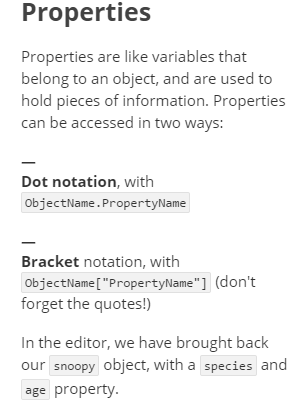 Properties
Properties are like variables that
belong to an object, and are used to
hold pieces of information. Properties
can be accessed in two ways:
—
Dot notation, with
ObjectName.PropertyName
—
Bracket notation, with
ObjectName["PropertyName"] (don't
forget the quotes!)
In the editor, we have brought back
our snoopy object, with a species and
age property.